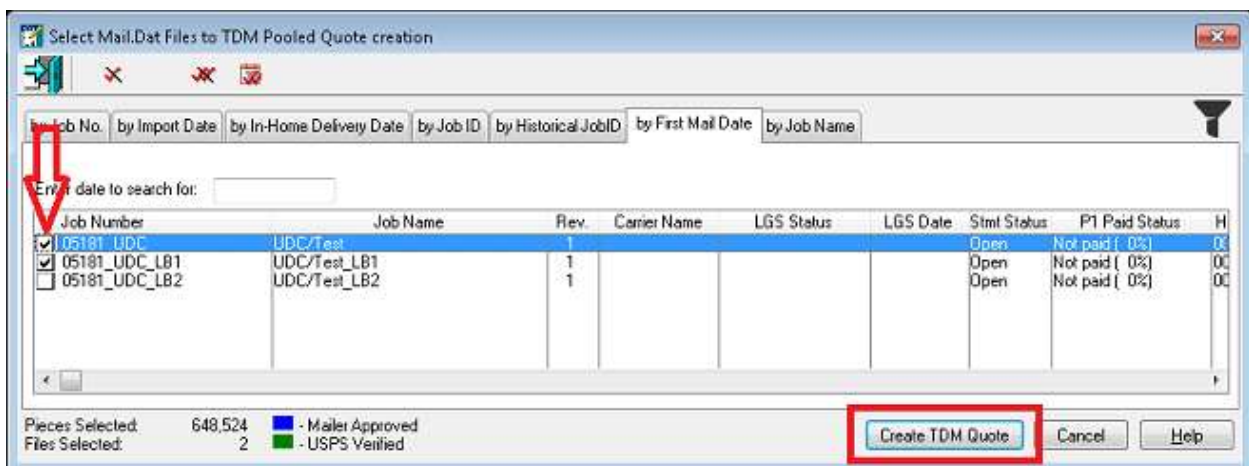 Select Mail.Dat Files to TDM Pooled Quote creation
by Job No. by Import Date by In-Home Delivery Date by Job ID by Historical JobID by First Mail Date by Job Name
Enter date to search for:
Job Number Job Name Rev. Carrier Name LGS Status LGS Date Stmt Status P1 Paid Status H
05181_UDC UDC/Test 1 Open Not paid ( 0%) 00
05181_UDC_LB1 UDC/Test_LB1 1 Open Not paid ( 0%) 00
05181_UDC_LB2 UDC/Test_LB2 1 Open Not paid ( 0%) 00
Pieces Selected: 648,524 - Mailer Approved
Files Selected: 2 - USPS Verified
Create TDM Quote Cancel Help